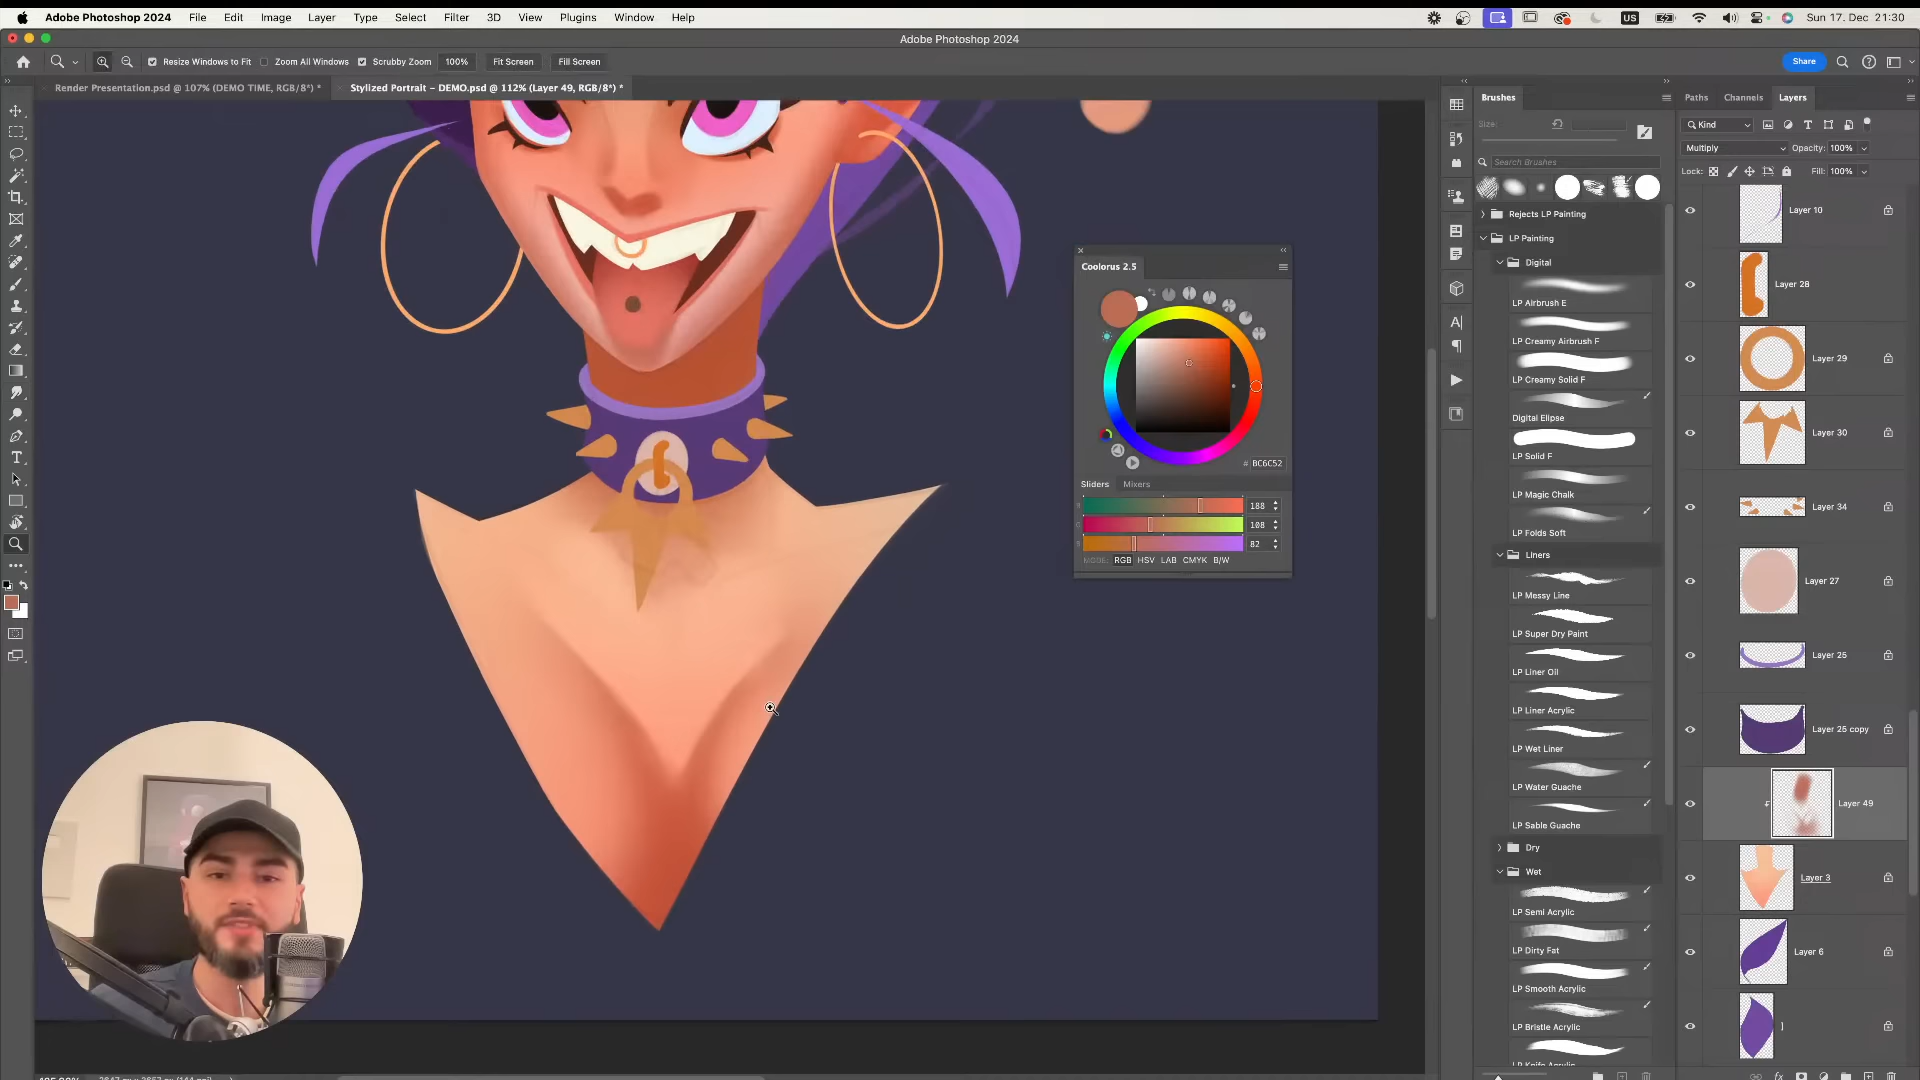 Adobe Photoshop 2024 File Edit Image Layer Type Select Filter 3D View Plugins Window Help US Sun 17. Dec 21:30
Adobe Photoshop 2024
Resize Windows to Fit Zoom All Windows Scrubby Zoom 100% Fit Screen Fill Screen Share
Render Presentation.psd @ 107% (DEMO TIME, RGB/8*) * Stylized Portrait – DEMO.psd @ 112% (Layer 49, RGB/8*) *
Coolorus 2.5
# BC6C52
Sliders Mixers
188
108
82
MODE: RGB HSV LAB CMYK B/W
Brushes
Size:
Search Brushes
Rejects LP Painting
LP Painting
Digital
LP Airbrush E
LP Creamy Airbrush F
LP Creamy Solid F
Digital Elipse
LP Solid F
LP Magic Chalk
LP Folds Soft
Liners
LP Messy Line
LP Super Dry Paint
LP Liner Oil
LP Liner Acrylic
LP Wet Liner
LP Water Guache
LP Sable Guache
Dry
Wet
LP Semi Acrylic
LP Dirty Fat
LP Smooth Acrylic
LP Bristle Acrylic
Paths Channels Layers
Kind
Multiply Opacity: 100%
Lock: Fill: 100%
Layer 10
Layer 28
Layer 29
Layer 30
Layer 34
Layer 27
Layer 25
Layer 25 copy
Layer 49
Layer 3
Layer 6